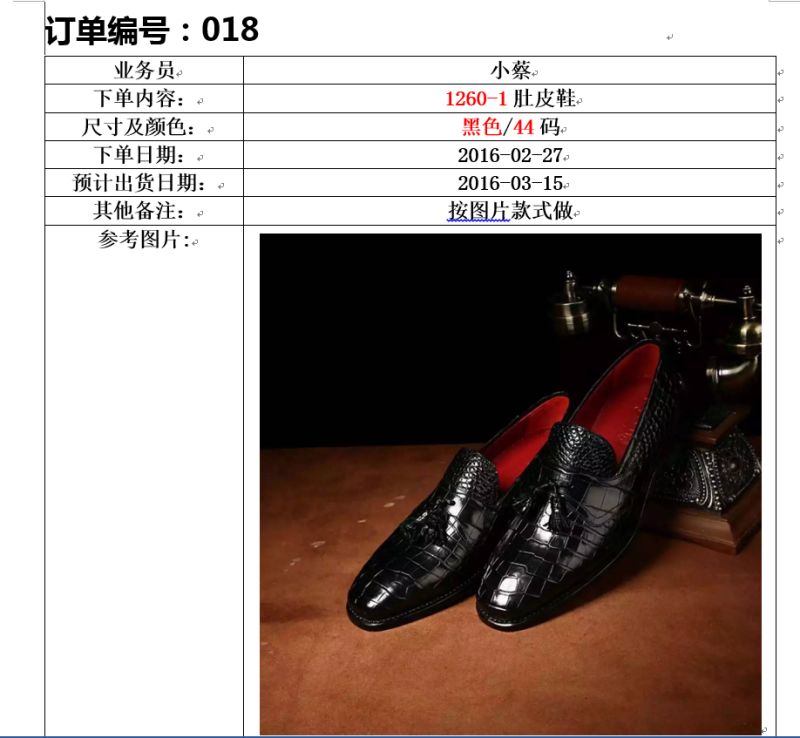 订单编号：018
业务员 小蔡
下单内容： 1260-1 肚皮鞋
尺寸及颜色： 黑色/44 码
下单日期： 2016-02-27
预计出货日期： 2016-03-15
其他备注： 按图片款式做
参考图片: